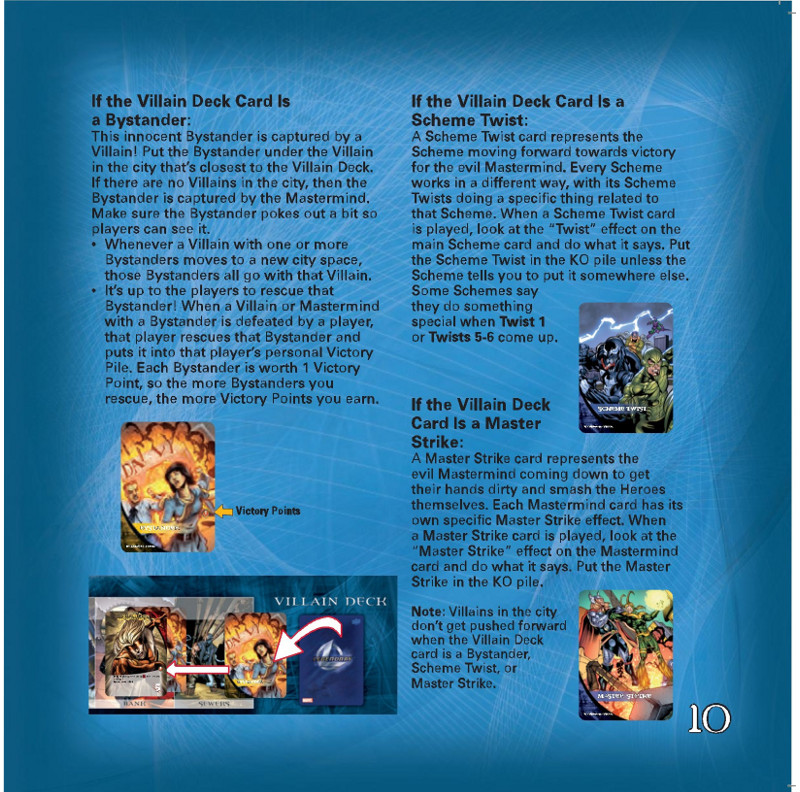 If the Villain Deck Card Is
a Bystander:
This innocent Bystander is captured by a
Villain! Put the Bystander under the Villain
in the city that's closest to the Villain Deck.
If there are no Villains in the city, then the
Bystander is captured by the Mastermind.
Make sure the Bystander pokes out a bit so
players can see it.
• Whenever a Villain with one or more
Bystanders moves to a new city space,
those Bystanders all go with that Villain.
• It's up to the players to rescue that
Bystander! When a Villain or Mastermind
with a Bystander is defeated by a player,
that player rescues that Bystander and
puts it into that player's personal Victory
Pile. Each Bystander is worth 1 Victory
Point, so the more Bystanders you
rescue, the more Victory Points you earn.
Victory Points
VILLAIN DECK
BANK
SEWERS
If the Villain Deck Card Is a
Scheme Twist:
A Scheme Twist card represents the
Scheme moving forward towards victory
for the evil Mastermind. Every Scheme
works in a different way, with its Scheme
Twists doing a specific thing related to
that Scheme. When a Scheme Twist card
is played, look at the "Twist" effect on the
main Scheme card and do what it says. Put
the Scheme Twist in the KO pile unless the
Scheme tells you to put it somewhere else.
Some Schemes say
they do something
special when Twist 1
or Twists 5-6 come up.
SCHEME TWIST
If the Villain Deck
Card Is a Master
Strike:
A Master Strike card represents the
evil Mastermind coming down to get
their hands dirty and smash the Heroes
themselves. Each Mastermind card has its
own specific Master Strike effect. When
a Master Strike card is played, look at the
"Master Strike" effect on the Mastermind
card and do what it says. Put the Master
Strike in the KO pile.
Note: Villains in the city
don't get pushed forward
when the Villain Deck
card is a Bystander,
Scheme Twist, or
Master Strike.
MASTER STRIKE
10